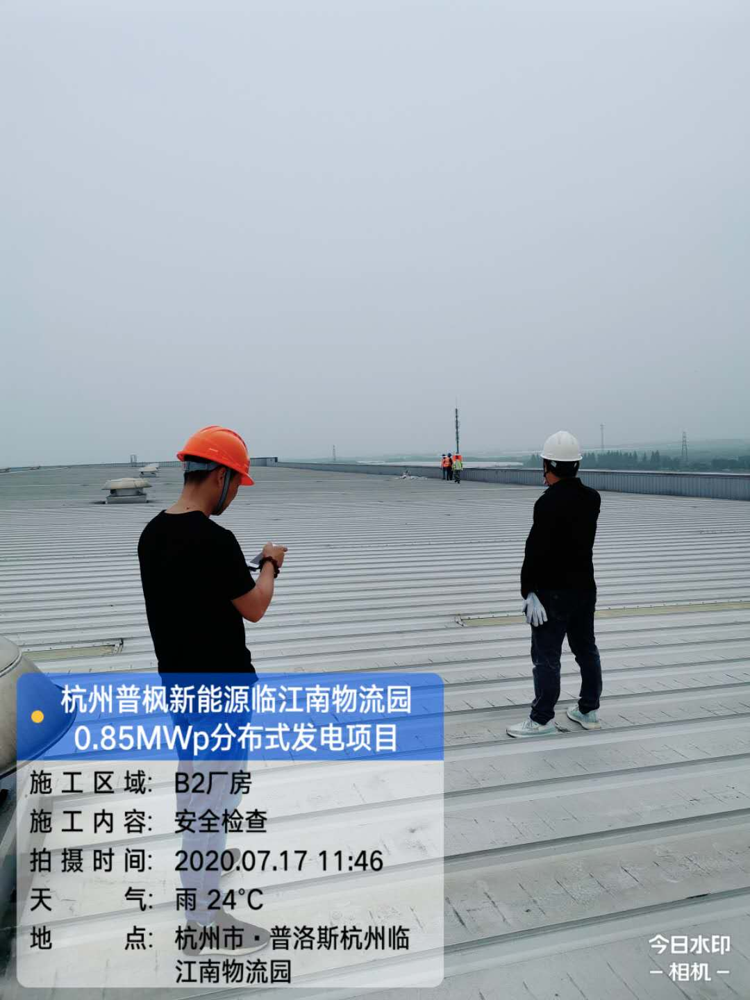 杭州普枫新能源临江南物流园
0.85MWp分布式发电项目
施工区域: B2厂房
施工内容: 安全检查
拍摄时间: 2020.07.17 11:46
天气: 雨 24℃
地点: 杭州市·普洛斯杭州临
江南物流园
今日水印
-相机-